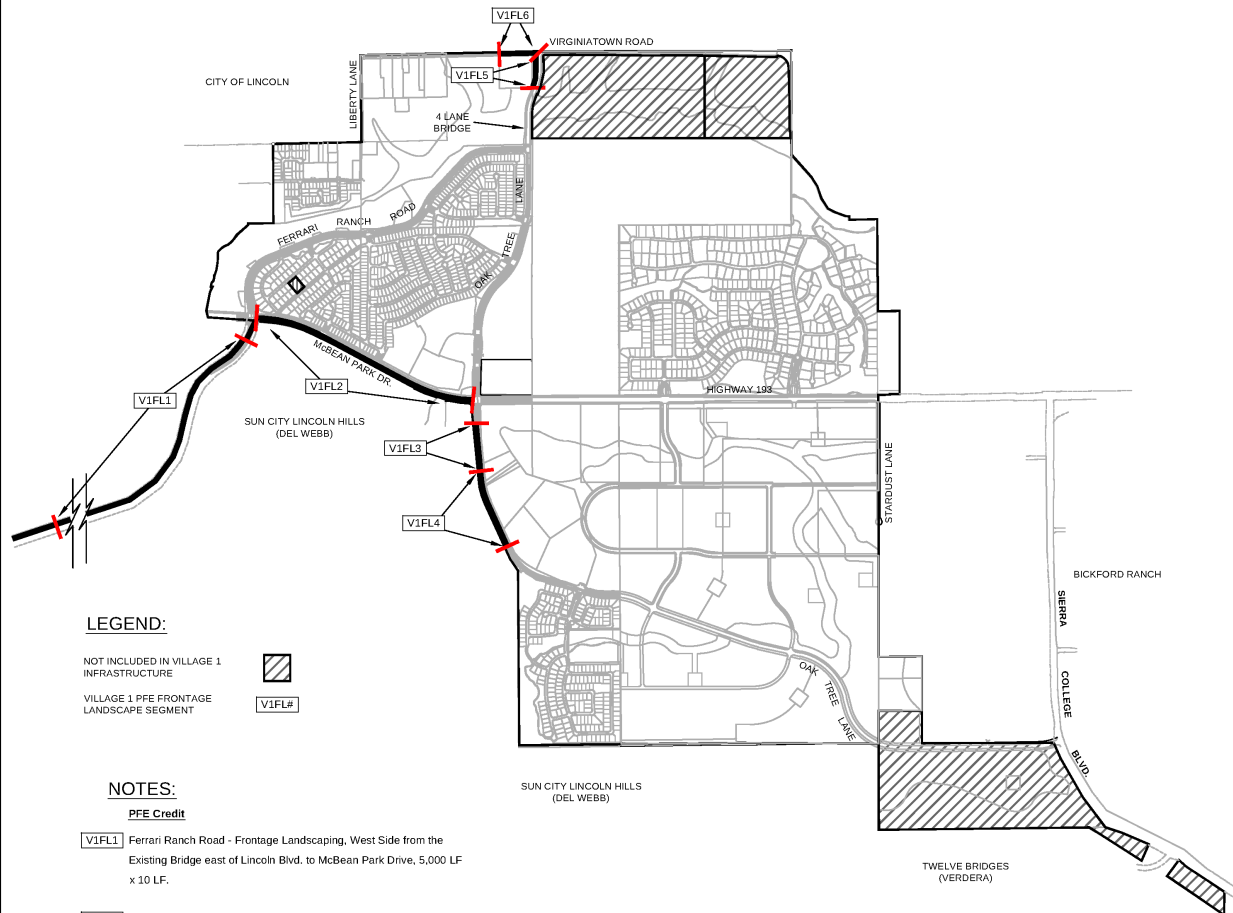 V1FL6
VIRGINIATOWN ROAD
CITY OF LINCOLN
LIBERTY LANE
V1FL5
4 LANE
BRIDGE
FERRARI RANCH ROAD
OAK TREE LANE
McBEAN PARK DR.
V1FL2
V1FL1
HIGHWAY 193
SUN CITY LINCOLN HILLS
(DEL WEBB)
V1FL3
V1FL4
STARDUST LANE
BICKFORD RANCH
SIERRA COLLEGE BLVD.
OAK TREE LANE
LEGEND:
NOT INCLUDED IN VILLAGE 1
INFRASTRUCTURE
VILLAGE 1 PFE FRONTAGE
LANDSCAPE SEGMENT
V1FL#
SUN CITY LINCOLN HILLS
(DEL WEBB)
TWELVE BRIDGES
(VERDERA)
NOTES:
PFE Credit
V1FL1 Ferrari Ranch Road - Frontage Landscaping, West Side from the
Existing Bridge east of Lincoln Blvd. to McBean Park Drive, 5,000 LF
x 10 LF.